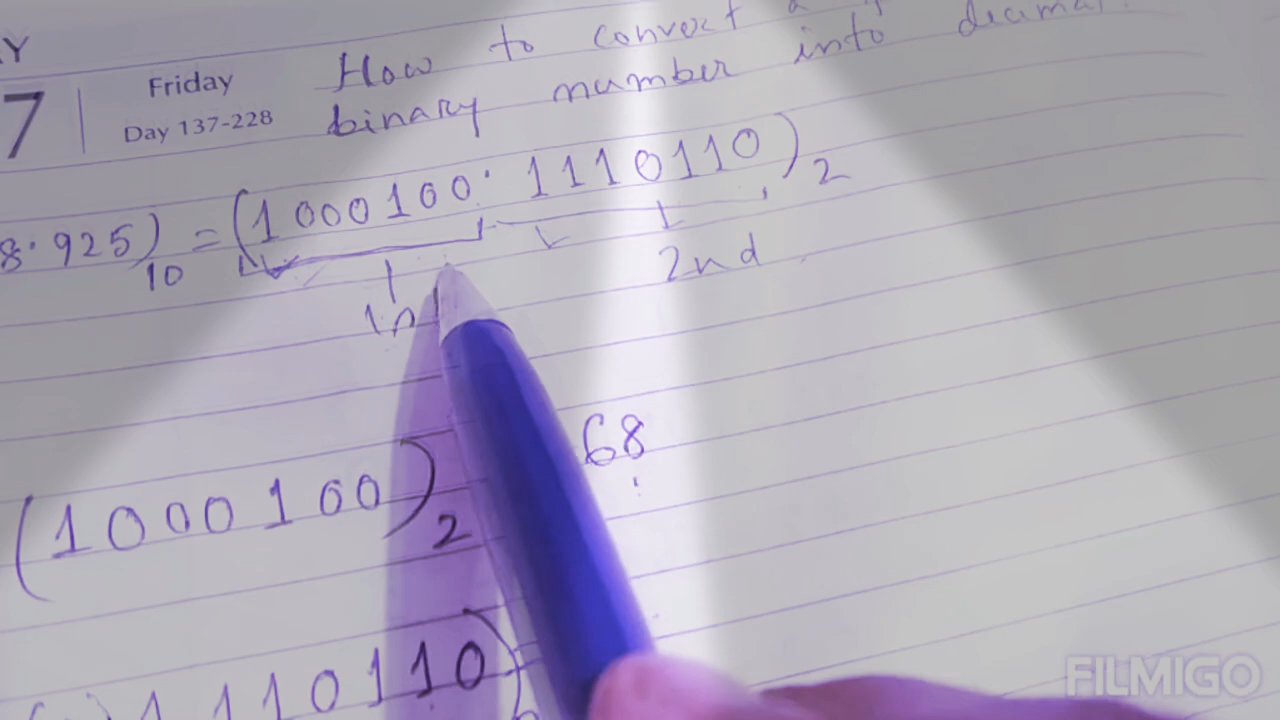 Y
7 Friday How to convert a
Day 137-228 binary number into decimal
8.925)10 = (1000100.1110110)2
2nd
68
(1000100)2
1110110)
FILMIGO